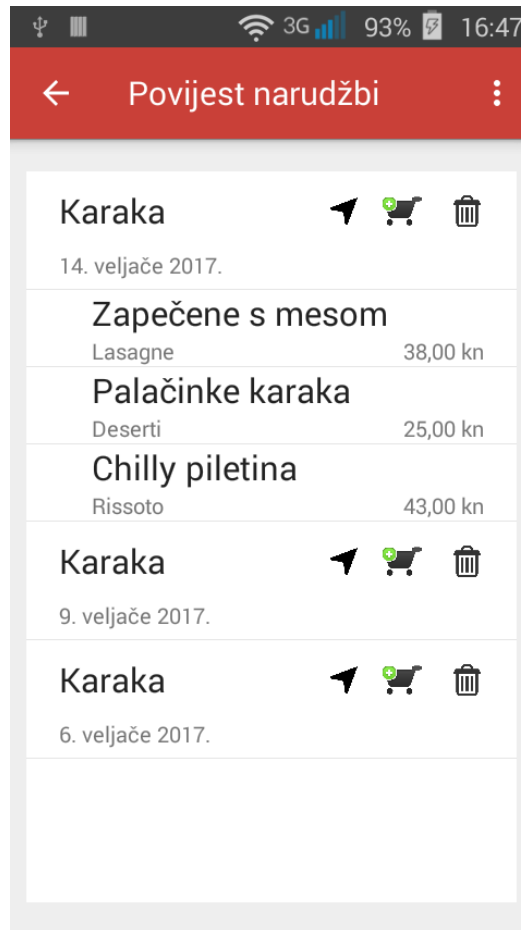 3G 93% 16:47
Povijest narudžbi
Karaka
14. veljače 2017.
Zapečene s mesom
Lasagne 38,00 kn
Palačinke karaka
Deserti 25,00 kn
Chilly piletina
Rissoto 43,00 kn
Karaka
9. veljače 2017.
Karaka
6. veljače 2017.